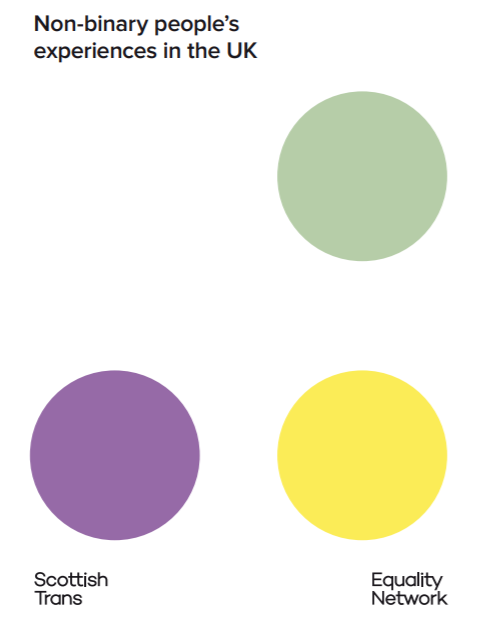 Non-binary people’s
experiences in the UK
Scottish
Trans
Equality
Network